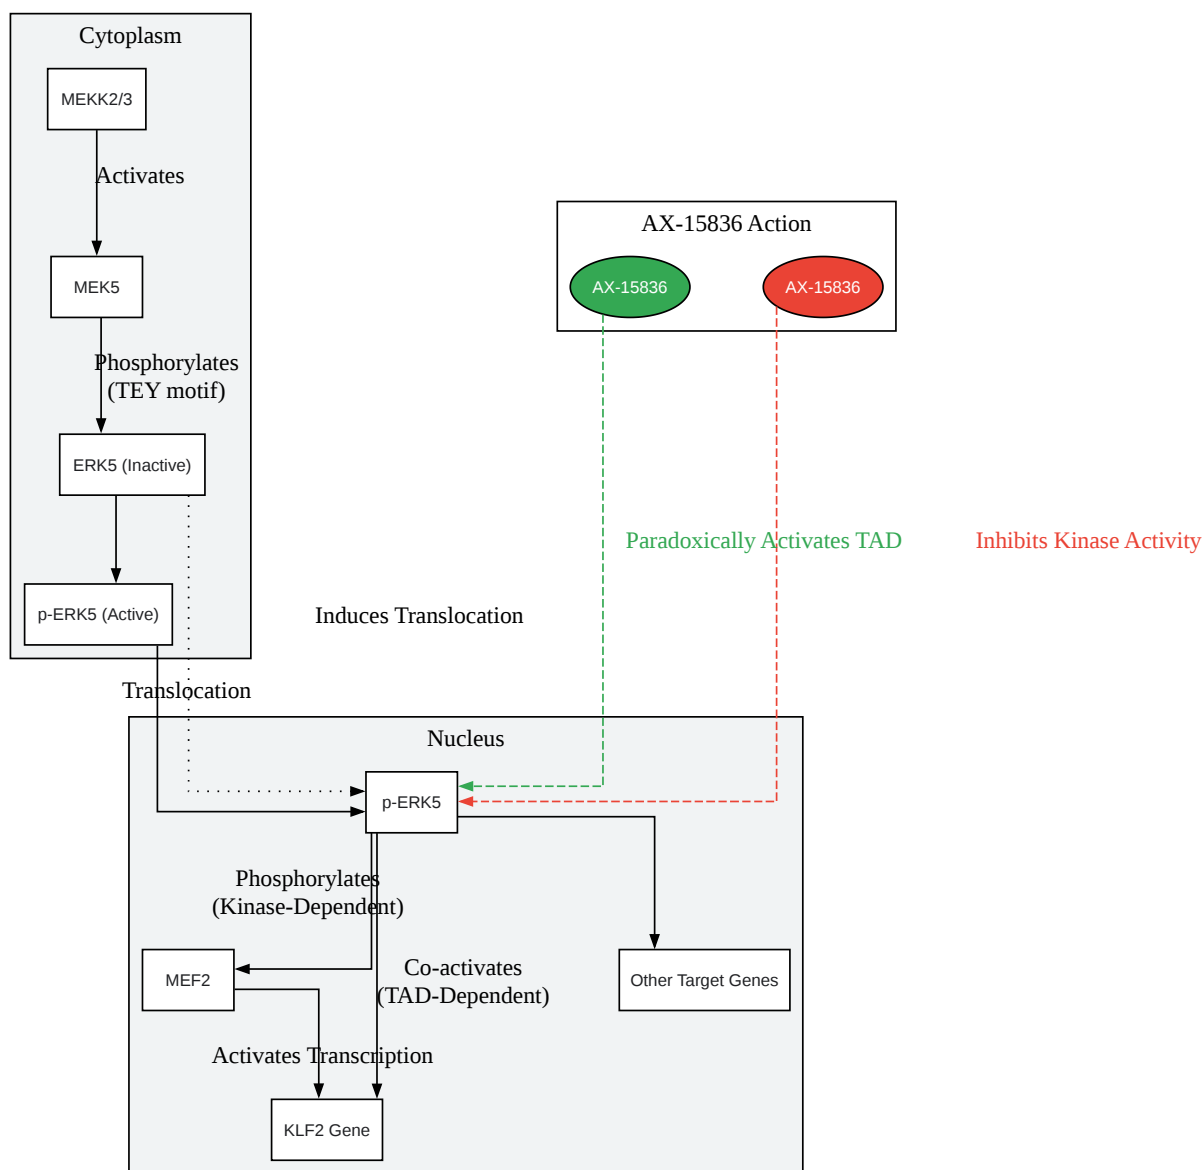 Cytoplasm
MEKK2/3
Activates
AX-15836 Action
MEK5
AX-15836
AX-15836
Phosphorylates
(TEY motif)
ERK5 (Inactive)
Paradoxically Activates TAD
Inhibits Kinase Activity
p-ERK5 (Active)
Induces Translocation
Translocation
Nucleus
p-ERK5
Phosphorylates
(Kinase-Dependent)
Co-activates
(TAD-Dependent)
MEF2
Other Target Genes
Activates Transcription
KLF2 Gene